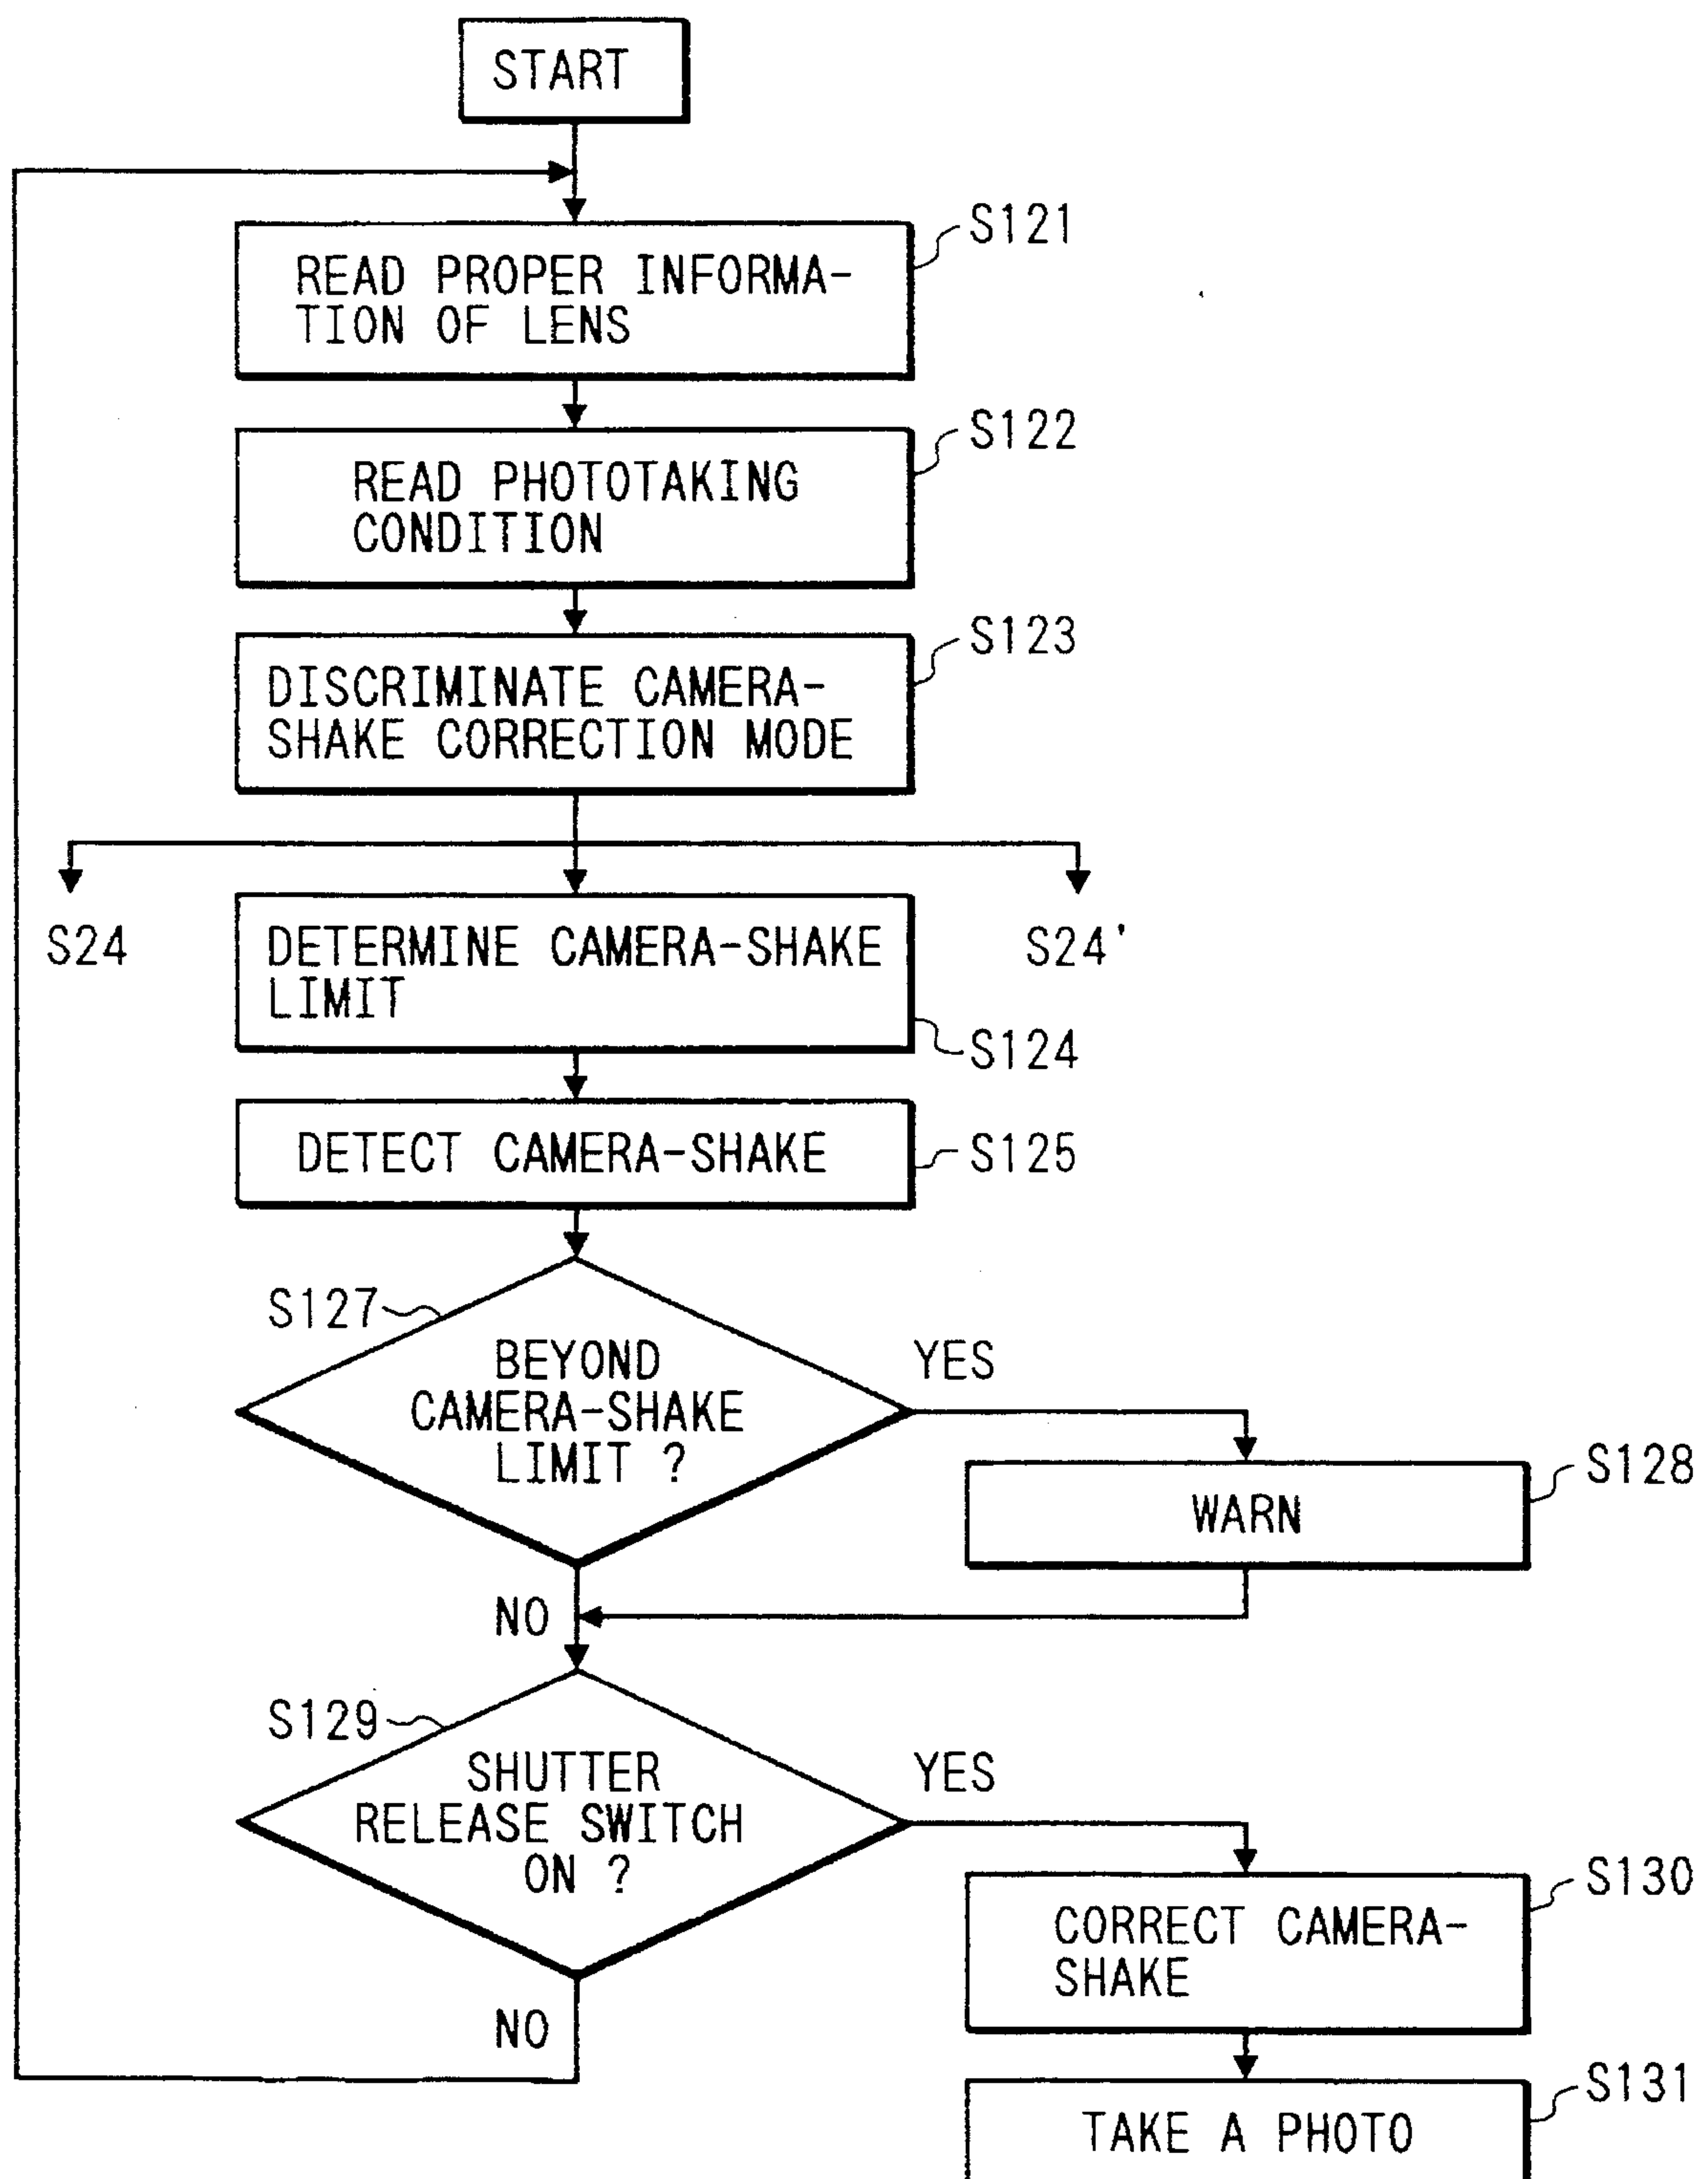 START
S121
READ PROPER INFORMA-
TION OF LENS
S122
READ PHOTOTAKING
CONDITION
S123
DISCRIMINATE CAMERA-
SHAKE CORRECTION MODE
S24
DETERMINE CAMERA-SHAKE
LIMIT
S24'
S124
DETECT CAMERA-SHAKE
S125
S127
BEYOND
CAMERA-SHAKE
LIMIT ?
YES
S128
WARN
NO
S129
SHUTTER
RELEASE SWITCH
ON ?
YES
S130
CORRECT CAMERA-
SHAKE
NO
S131
TAKE A PHOTO